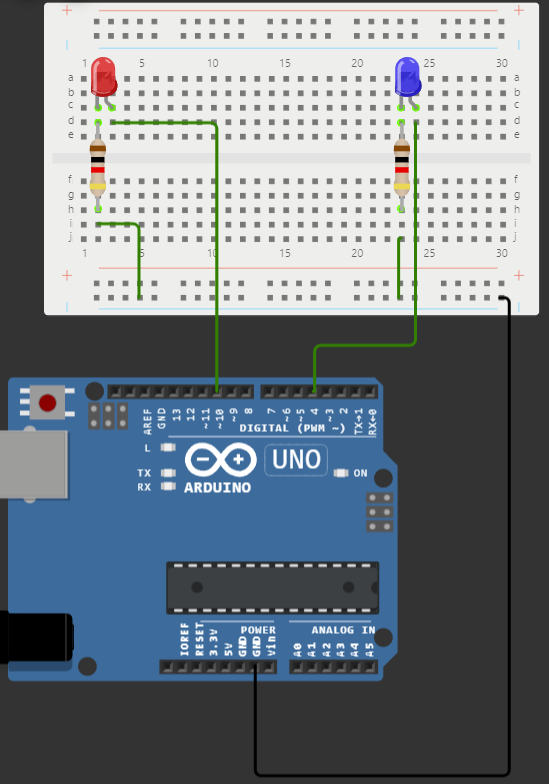 + +
1 5 10 15 20 25 30
a a
b b
c c
d d
e e
f f
g g
h h
i i
j j
1 5 10 15 20 25 30
+ +
AREF
GND
13
12
~11
~10
~9
8
7
~6
~5
4
~3
2
TX→1
RX←0
DIGITAL (PWM ~)
L
TX
RX
UNO
ON
ARDUINO
IOREF
RESET
3.3V
5V
GND
GND
Vin
POWER
ANALOG IN
A0
A1
A2
A3
A4
A5